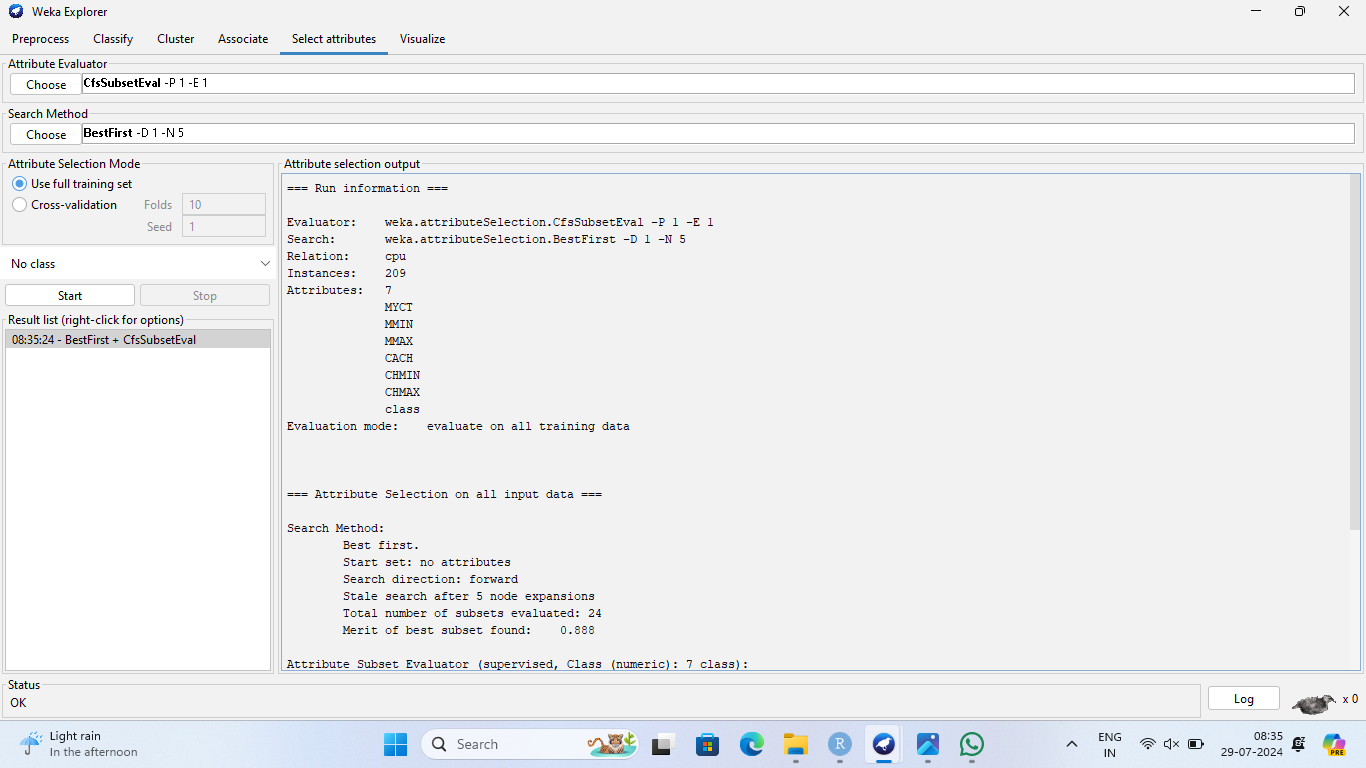 Weka Explorer
Preprocess Classify Cluster Associate Select attributes Visualize
Attribute Evaluator
Choose CfsSubsetEval -P 1 -E 1
Search Method
Choose BestFirst -D 1 -N 5
Attribute Selection Mode
Use full training set
Cross-validation Folds 10
Seed 1
No class
Start Stop
Result list (right-click for options)
08:35:24 - BestFirst + CfsSubsetEval
Attribute selection output
=== Run information ===
Evaluator: weka.attributeSelection.CfsSubsetEval -P 1 -E 1
Search: weka.attributeSelection.BestFirst -D 1 -N 5
Relation: cpu
Instances: 209
Attributes: 7
MYCT
MMIN
MMAX
CACH
CHMIN
CHMAX
class
Evaluation mode: evaluate on all training data
=== Attribute Selection on all input data ===
Search Method:
Best first.
Start set: no attributes
Search direction: forward
Stale search after 5 node expansions
Total number of subsets evaluated: 24
Merit of best subset found: 0.888
Attribute Subset Evaluator (supervised, Class (numeric): 7 class):
Status
OK
Log
x 0
Light rain
In the afternoon
Search
R
ENG
IN
08:35
29-07-2024
PRE